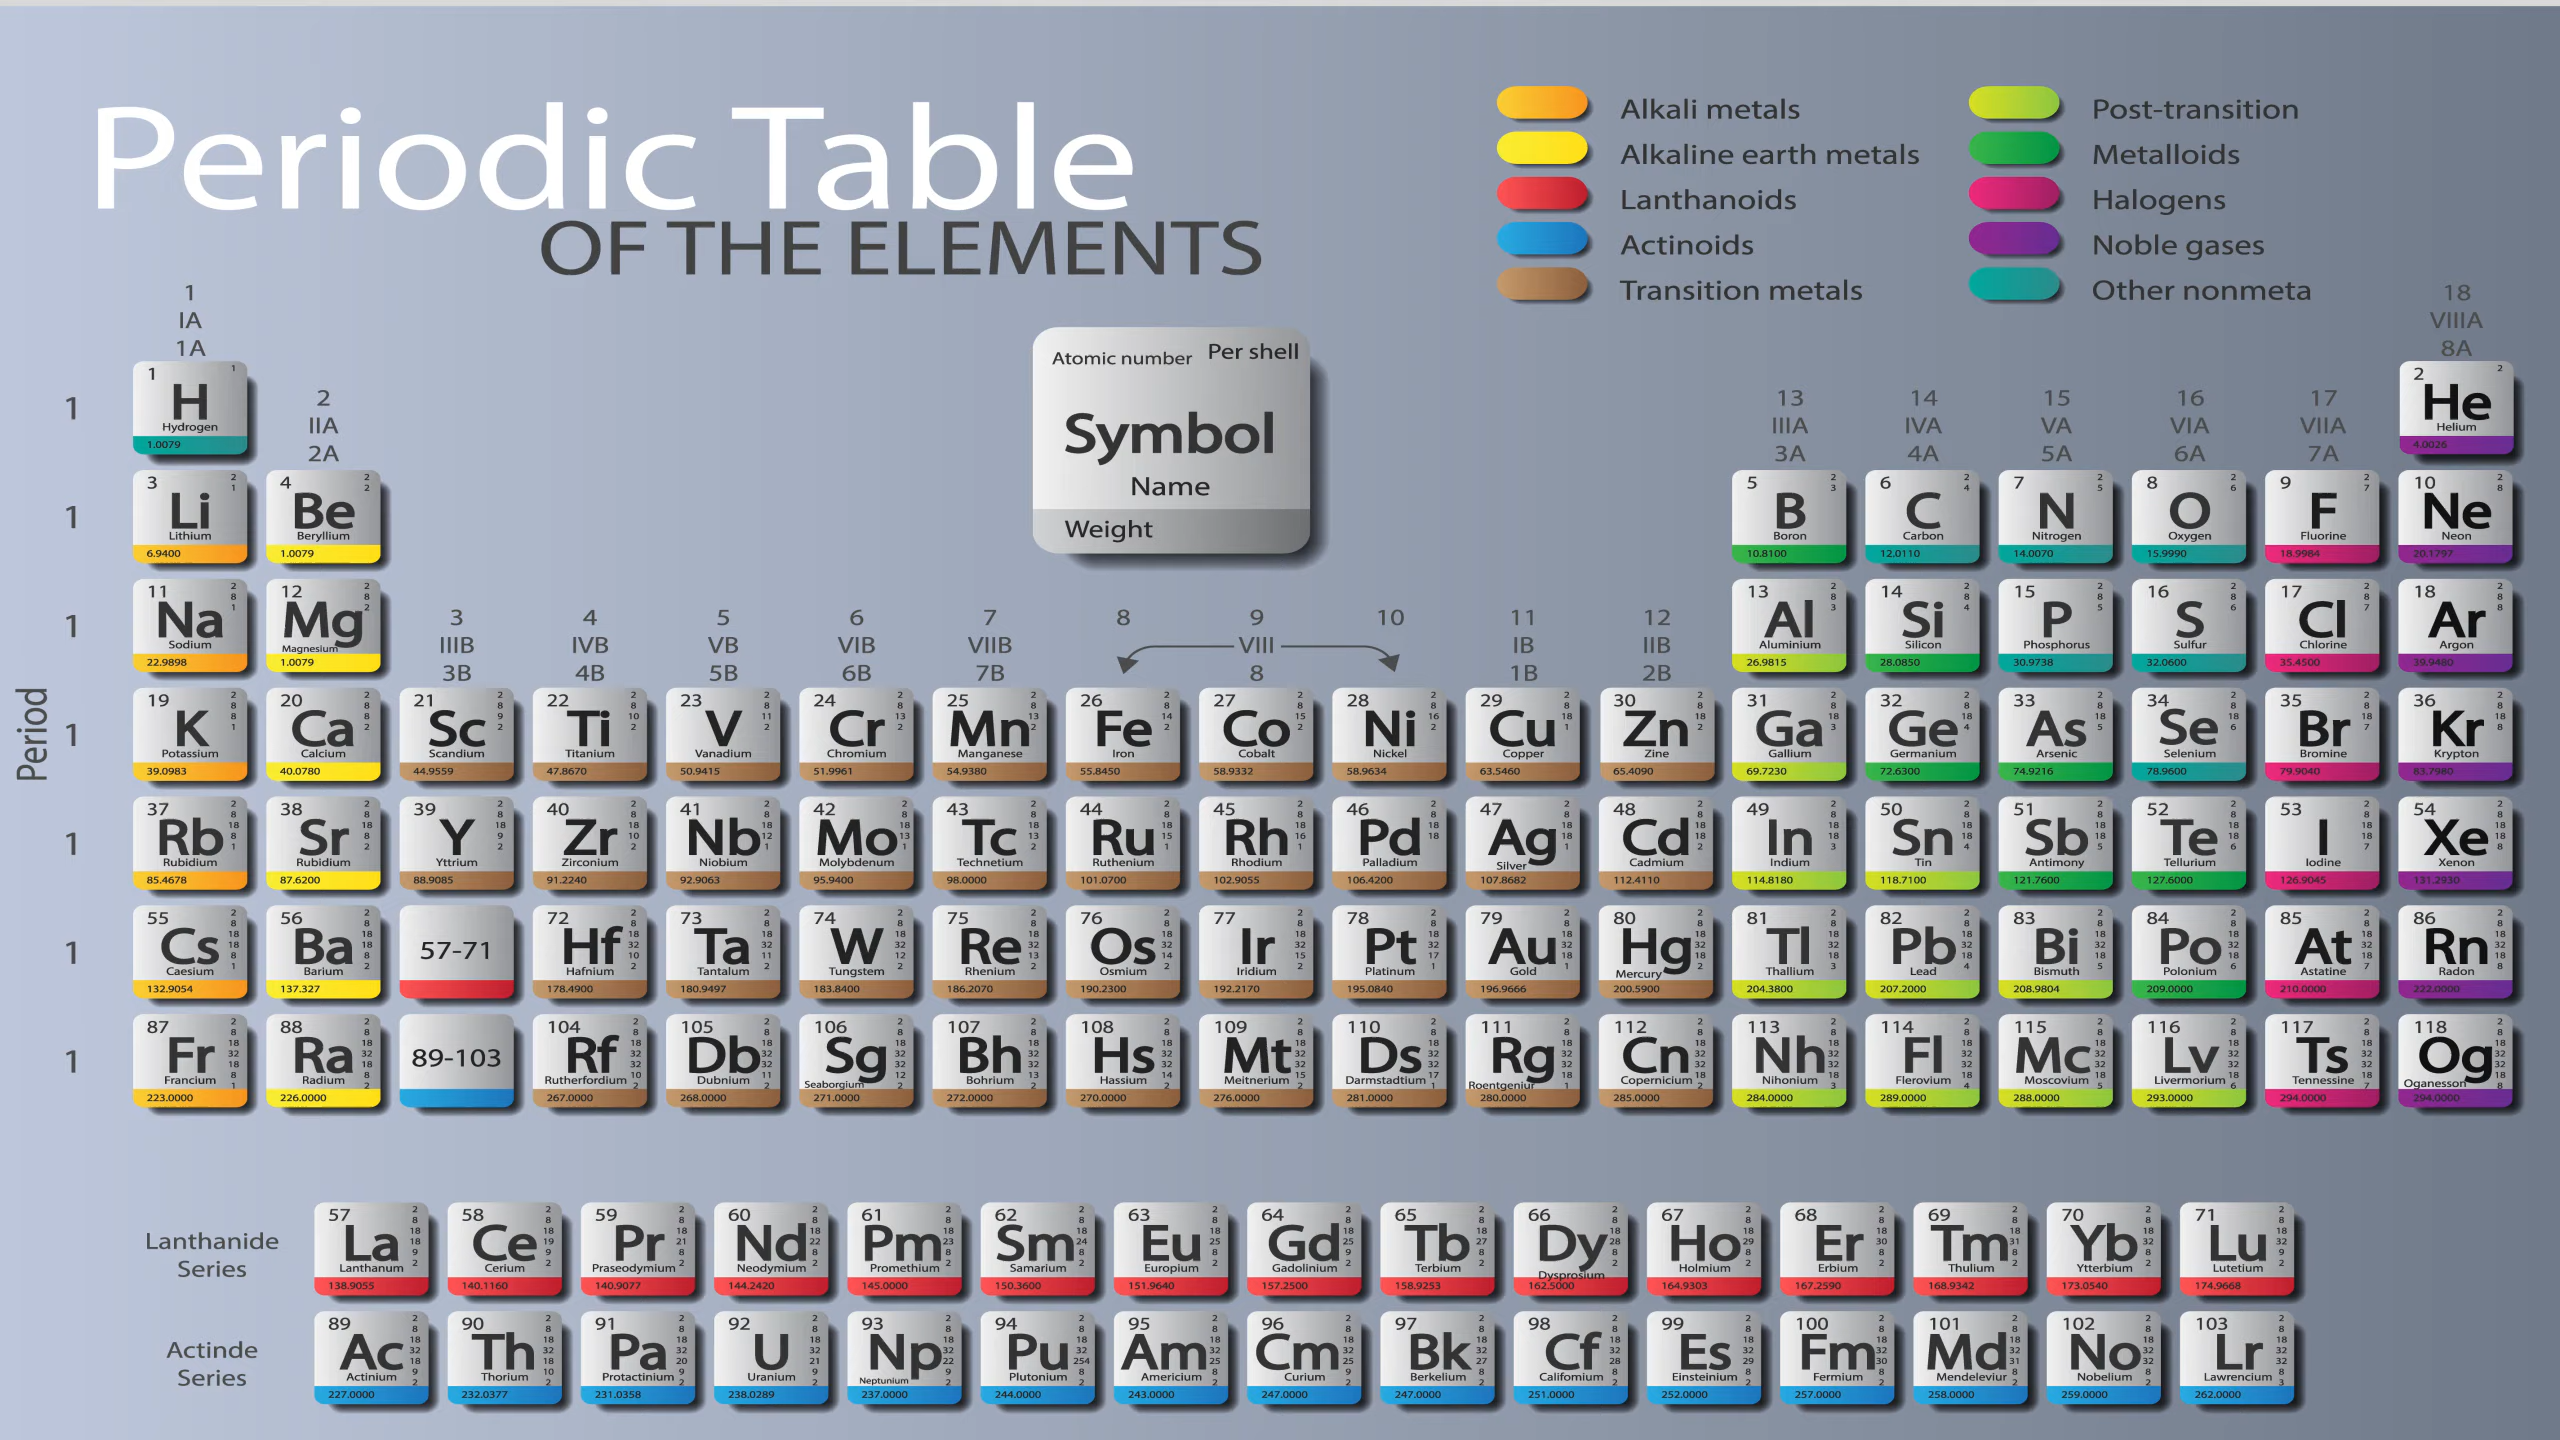 Periodic Table
OF THE ELEMENTS
Alkali metals
Alkaline earth metals
Lanthanoids
Actinoids
Transition metals
Post-transition
Metalloids
Halogens
Noble gases
Other nonmeta
Atomic number Per shell
Symbol
Name
Weight
Period
1
IA
1A
2
IIA
2A
3
IIIB
3B
4
IVB
4B
5
VB
5B
6
VIB
6B
7
VIIB
7B
8 9 10
VIII
8
11
IB
1B
12
IIB
2B
13
IIIA
3A
14
IVA
4A
15
VA
5A
16
VIA
6A
17
VIIA
7A
18
VIIIA
8A
1
1 2
H He
Hydrogen Helium
1.0079 4.0026
1
3 4 5 6 7 8 9 10
Li Be B C N O F Ne
Lithium Beryllium Boron Carbon Nitrogen Oxygen Fluorine Neon
6.9400 1.0079 10.8100 12.0110 14.0070 15.9990 18.9984 20.1797
1
11 12 13 14 15 16 17 18
Na Mg Al Si P S Cl Ar
Sodium Magnesium Aluminium Silicon Phosphorus Sulfur Chlorine Argon
22.9898 1.0079 26.9815 28.0850 30.9738 32.0600 35.4500 39.9480
1
19 20 21 22 23 24 25 26 27 28 29 30 31 32 33 34 35 36
K Ca Sc Ti V Cr Mn Fe Co Ni Cu Zn Ga Ge As Se Br Kr
Potassium Calcium Scandium Titanium Vanadium Chromium Manganese Iron Cobalt Nickel Copper Zine Gallium Germanium Arsenic Selenium Bromine Krypton
39.0983 40.0780 44.9559 47.8670 50.9415 51.9961 54.9380 55.8450 58.9332 58.9634 63.5460 65.4090 69.7230 72.6300 74.9216 78.9600 79.9040 83.7980
1
37 38 39 40 41 42 43 44 45 46 47 48 49 50 51 52 53 54
Rb Sr Y Zr Nb Mo Tc Ru Rh Pd Ag Cd In Sn Sb Te I Xe
Rubidium Rubidium Yttrium Zirconium Niobium Molybdenum Technetium Ruthenium Rhodium Palladium Silver Cadmium Indium Tin Antimony Tellurium Iodine Xenon
85.4678 87.6200 88.9085 91.2240 92.9063 95.9400 98.0000 101.0700 102.9055 106.4200 107.8682 112.4110 114.8180 118.7100 121.7600 127.6000 126.9045 131.2930
1
55 56 57-71 72 73 74 75 76 77 78 79 80 81 82 83 84 85 86
Cs Ba Hf Ta W Re Os Ir Pt Au Hg Tl Pb Bi Po At Rn
Caesium Barium Hafnium Tantalum Tungstem Rhenium Osmium Iridium Platinum Gold Mercury Thallium Lead Bismuth Polonium Astatine Radon
132.9054 137.327 178.4900 180.9497 183.8400 186.2070 190.2300 192.2170 195.0840 196.9666 200.5900 204.3800 207.2000 208.9804 209.0000 210.0000 222.0000
1
87 88 89-103 104 105 106 107 108 109 110 111 112 113 114 115 116 117 118
Fr Ra Rf Db Sg Bh Hs Mt Ds Rg Cn Nh Fl Mc Lv Ts Og
Francium Radium Rutherfordium Dubnium Seaborgium Bohrium Hassium Meitnerium Darmstadtium Roentgeniur Copernicium Nihonium Flerovium Moscovium Livermorium Tennessine Oganesson
223.0000 226.0000 267.0000 268.0000 271.0000 272.0000 270.0000 276.0000 281.0000 280.0000 285.0000 284.0000 289.0000 288.0000 293.0000 294.0000 294.0000
Lanthanide
Series
57 58 59 60 61 62 63 64 65 66 67 68 69 70 71
La Ce Pr Nd Pm Sm Eu Gd Tb Dy Ho Er Tm Yb Lu
Lanthanum Cerium Praseodymium Neodymium Promethium Samarium Europium Gadolinium Terbium Dysprosium Holmium Erbium Thulium Ytterbium Lutetium
138.9055 140.1160 140.9077 144.2420 145.0000 150.3600 151.9640 157.2500 158.9253 162.5000 164.9303 167.2590 168.9342 173.0540 174.9668
Actinde
Series
89 90 91 92 93 94 95 96 97 98 99 100 101 102 103
Ac Th Pa U Np Pu Am Cm Bk Cf Es Fm Md No Lr
Actinium Thorium Protactinium Uranium Neptunium Plutonium Americium Curium Berkelium Califomium Einsteinium Fermium Mendeleviur Nobelium Lawrencium
227.0000 232.0377 231.0358 238.0289 237.0000 244.0000 243.0000 247.0000 247.0000 251.0000 252.0000 257.0000 258.0000 259.0000 262.0000